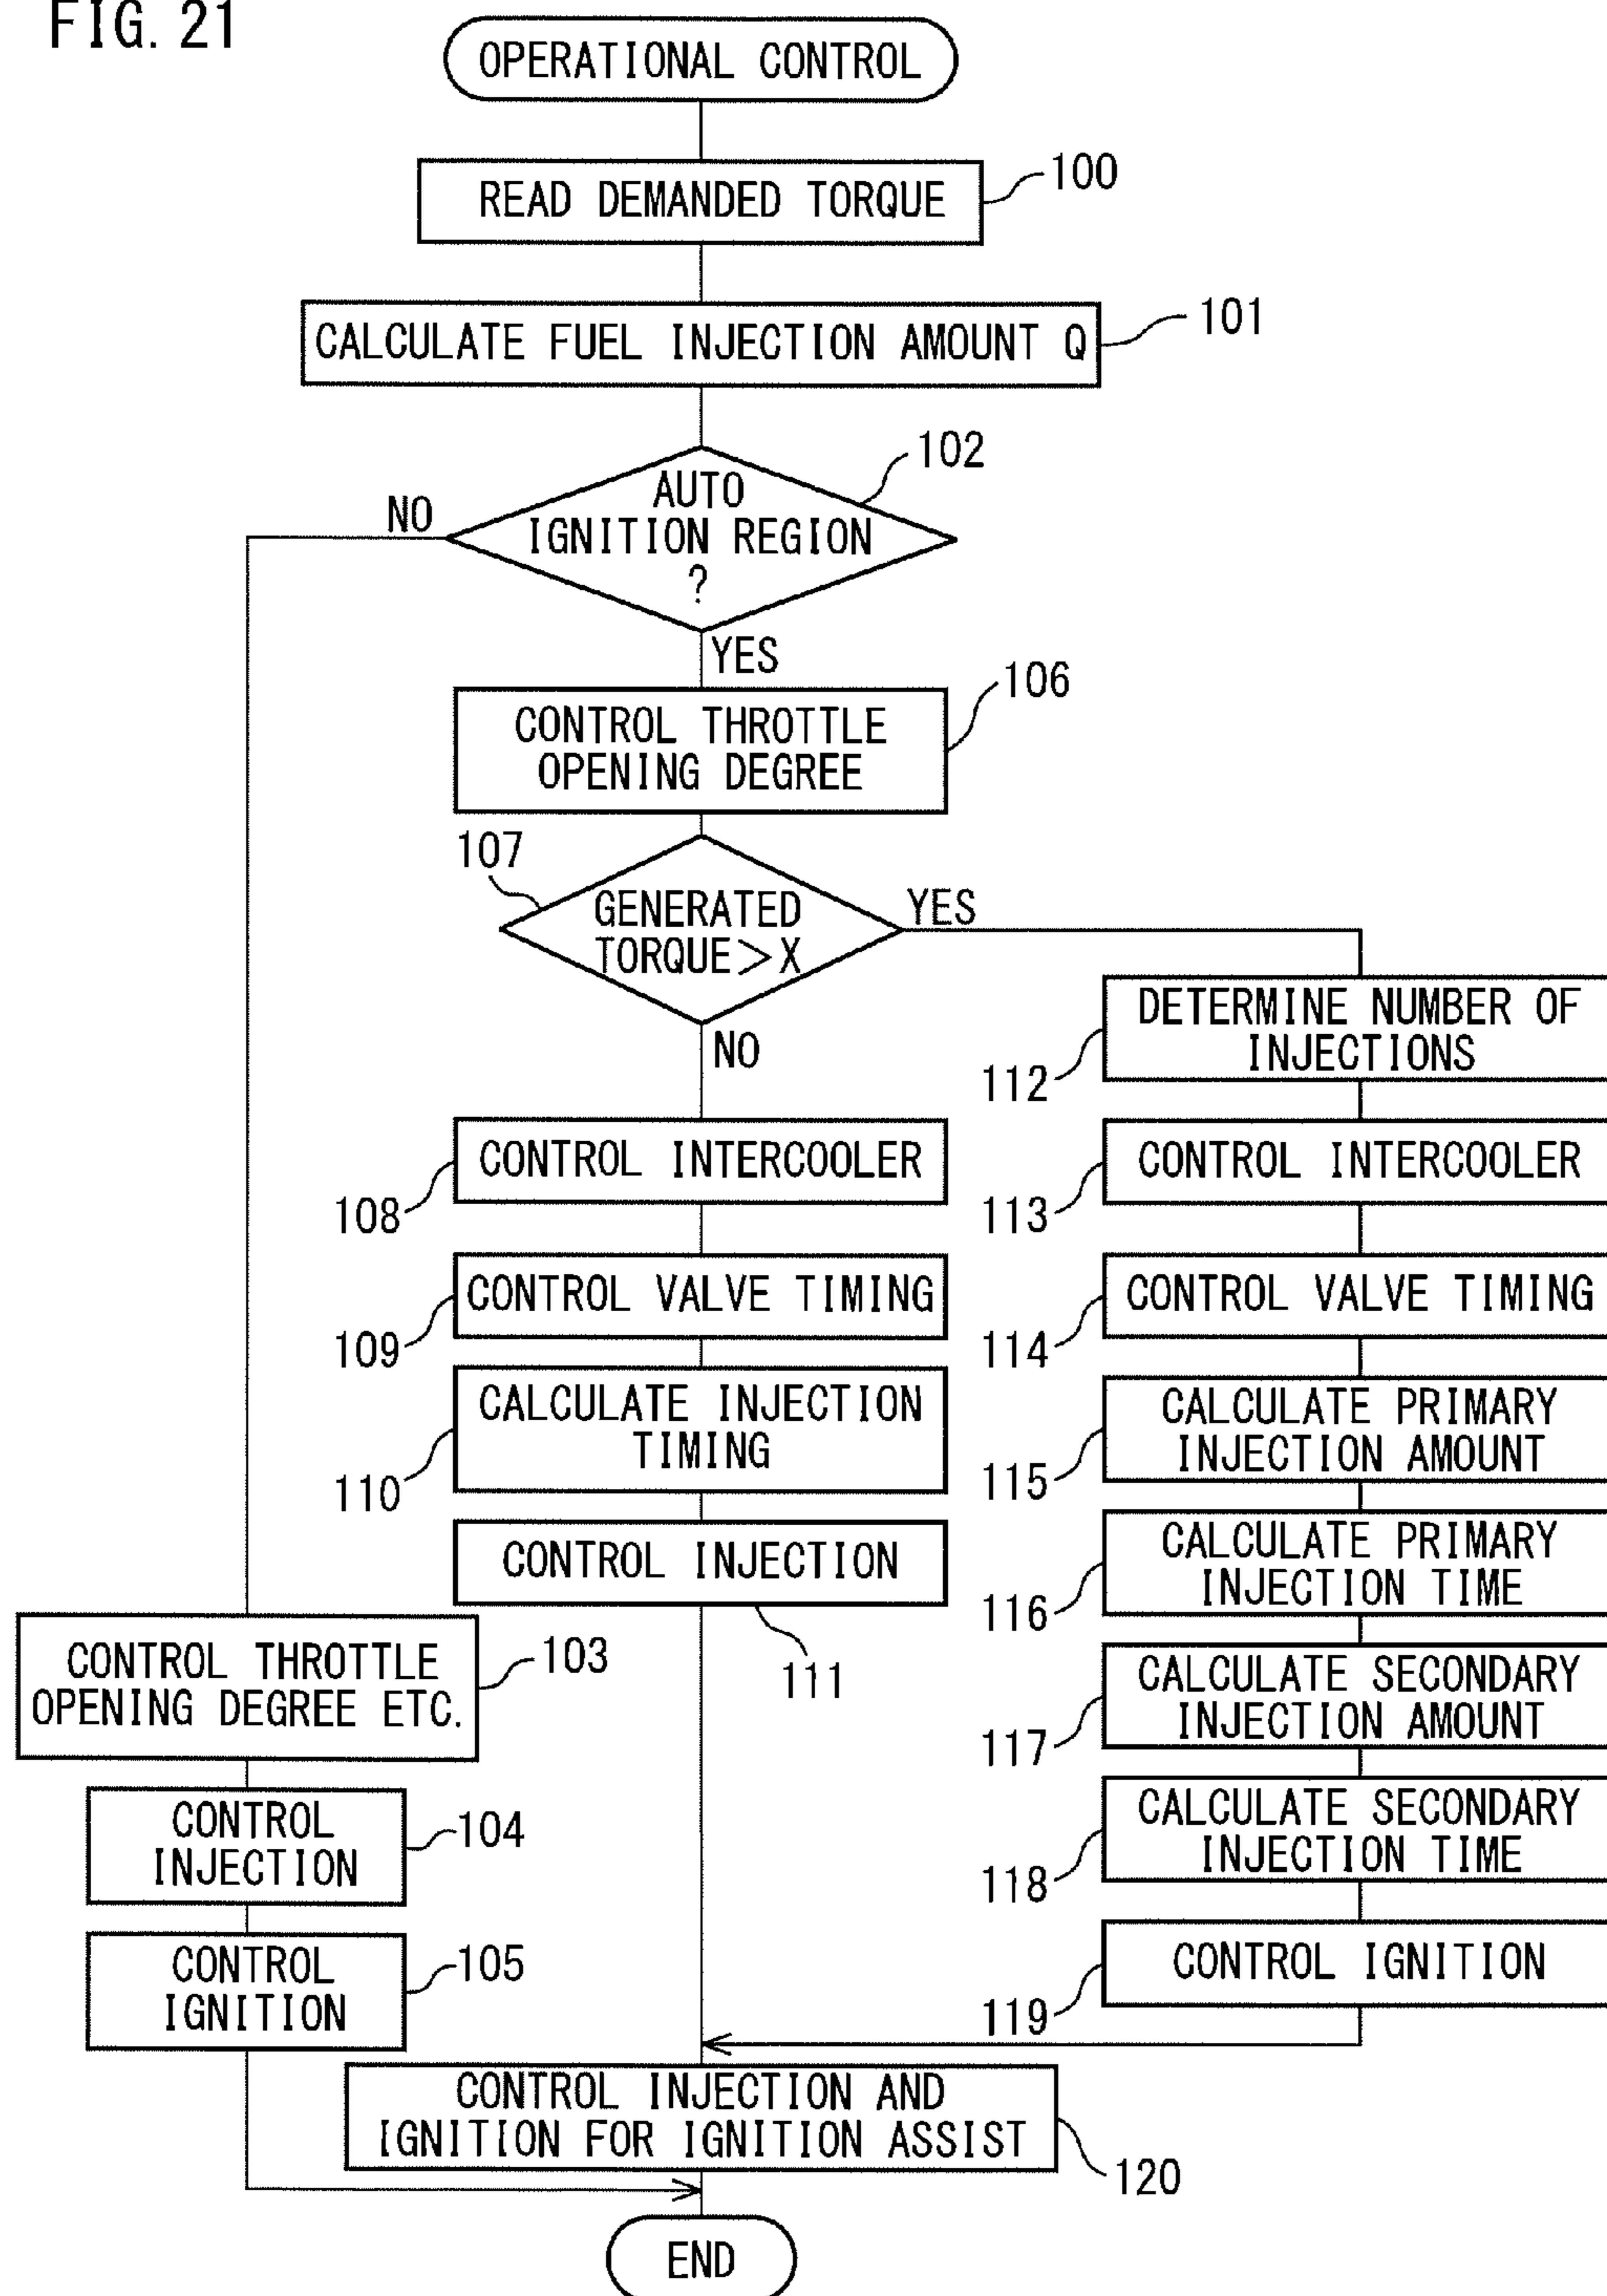 FIG. 21
OPERATIONAL CONTROL
READ DEMANDED TORQUE
100
CALCULATE FUEL INJECTION AMOUNT Q
101
102
AUTO
IGNITION REGION
?
NO
YES
106
CONTROL THROTTLE
OPENING DEGREE
107
GENERATED
TORQUE>X
YES
NO
DETERMINE NUMBER OF
INJECTIONS
112
CONTROL INTERCOOLER
108
CONTROL INTERCOOLER
113
CONTROL VALVE TIMING
109
CONTROL VALVE TIMING
114
CALCULATE INJECTION
TIMING
110
CALCULATE PRIMARY
INJECTION AMOUNT
115
CONTROL INJECTION
111
CALCULATE PRIMARY
INJECTION TIME
116
CONTROL THROTTLE
OPENING DEGREE ETC.
103
CALCULATE SECONDARY
INJECTION AMOUNT
117
CONTROL
INJECTION
104
CALCULATE SECONDARY
INJECTION TIME
118
CONTROL
IGNITION
105
CONTROL IGNITION
119
CONTROL INJECTION AND
IGNITION FOR IGNITION ASSIST
120
END